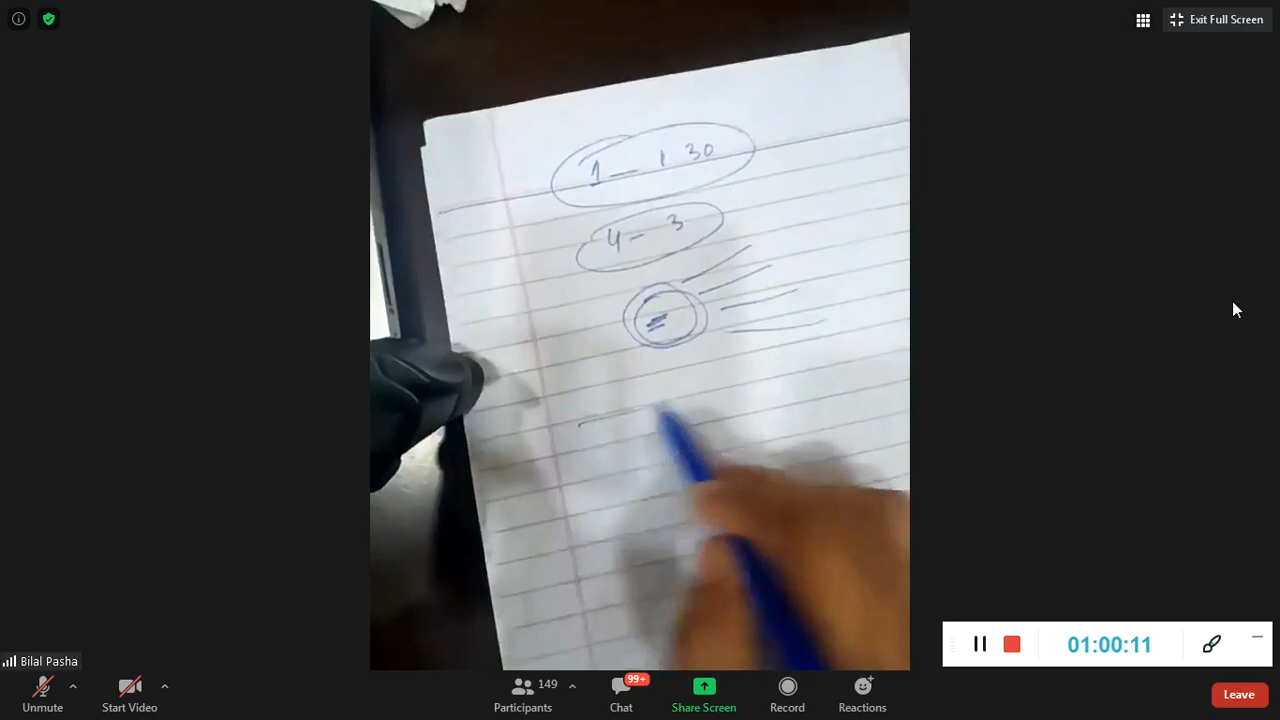 Exit Full Screen
1 — 1 30
4 – 3
01:00:11
Bilal Pasha
149
99+
Unmute
Start Video
Participants
Chat
Share Screen
Record
Reactions
Leave